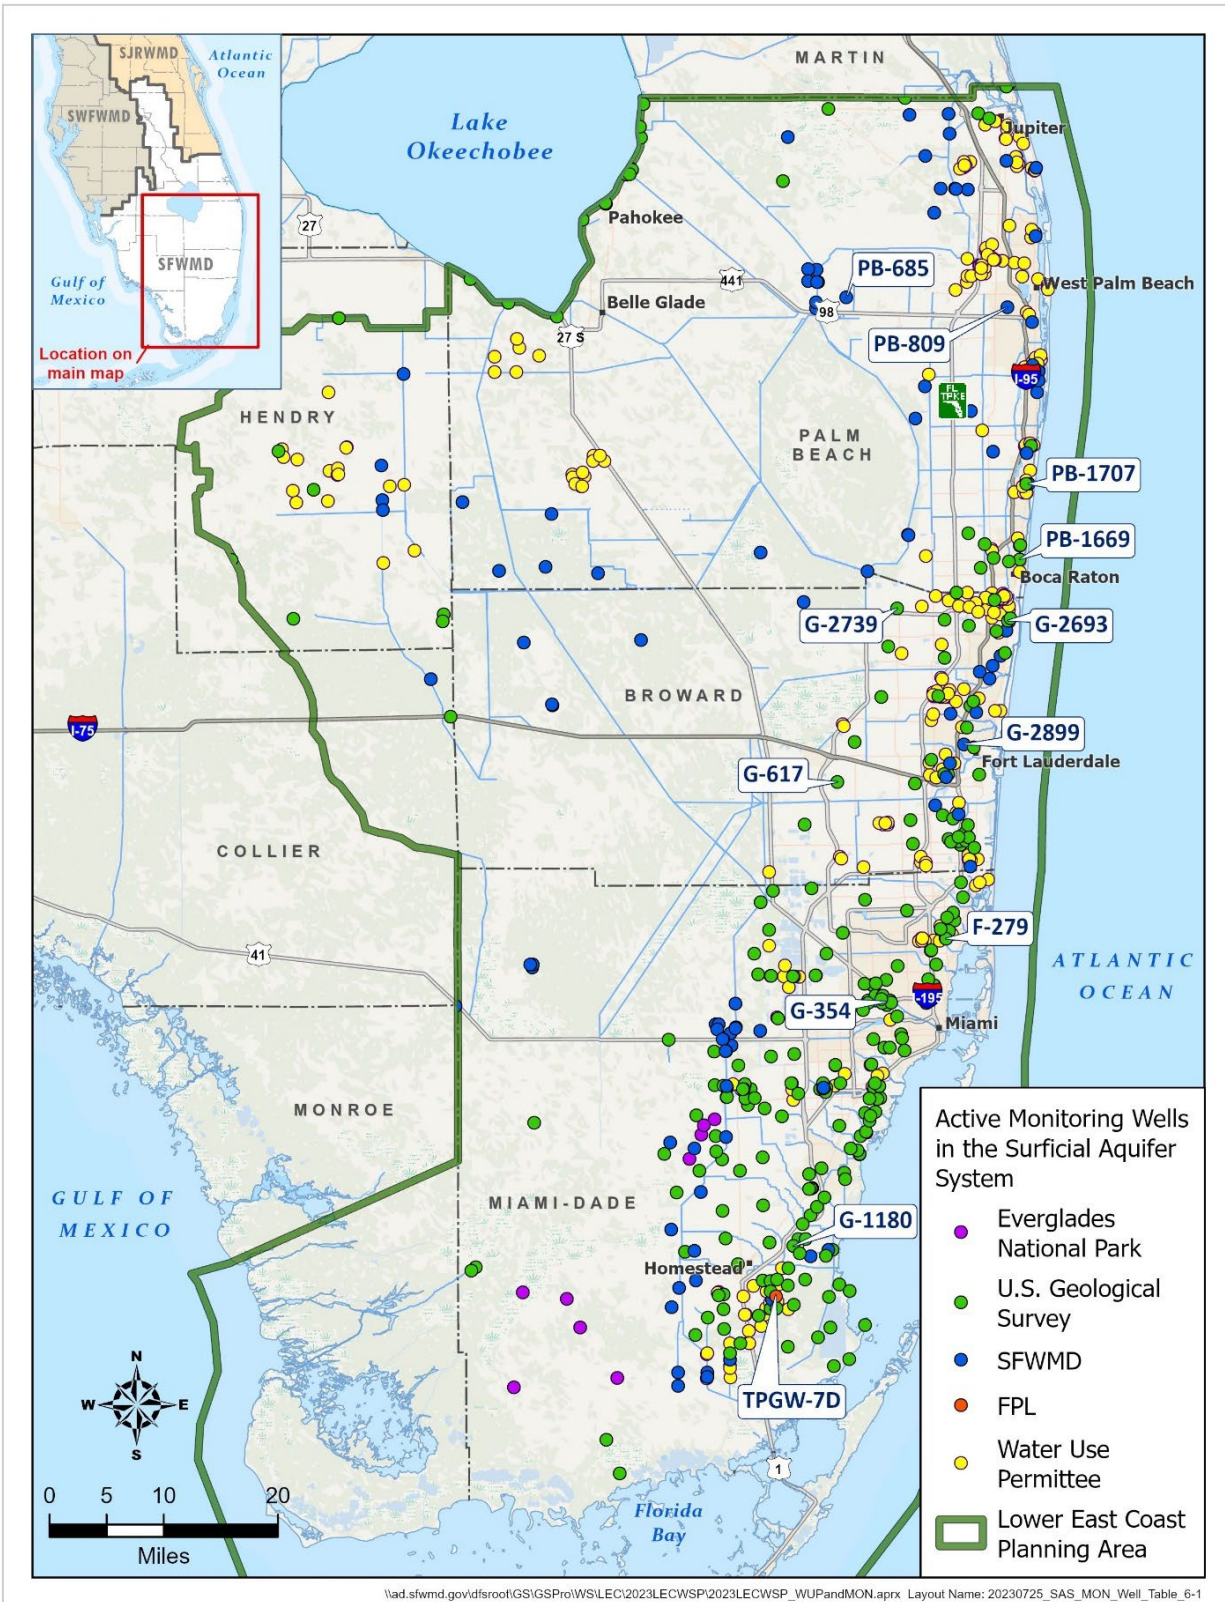 MARTIN
SJRWMD
Atlantic
Ocean
SWFWMD
SFWMD
Gulf of
Mexico
Location on
main map
Lake
Okeechobee
Jupiter
27
Pahokee
441
PB-685
West Palm Beach
Belle Glade
98
27 S
PB-809
I-95
FL
TPKE
HENDRY
PALM
BEACH
PB-1707
PB-1669
Boca Raton
G-2739
G-2693
BROWARD
I-75
G-2899
Fort Lauderdale
G-617
COLLIER
F-279
41
ATLANTIC
OCEAN
G-354
I-195
Miami
MONROE
GULF OF
MEXICO
MIAMI-DADE
G-1180
Homestead
TPGW-7D
1
Florida
Bay
N
W
E
S
0 5 10 20
Miles
Active Monitoring Wells
in the Surficial Aquifer
System
Everglades
National Park
U.S. Geological
Survey
SFWMD
FPL
Water Use
Permittee
Lower East Coast
Planning Area
\\ad.sfwmd.gov\dfsroot\GS\GSPro\WS\LEC\2023LECWSP\2023LECWSP_WUPandMON.aprx Layout Name: 20230725_SAS_MON_Well_Table_6-1